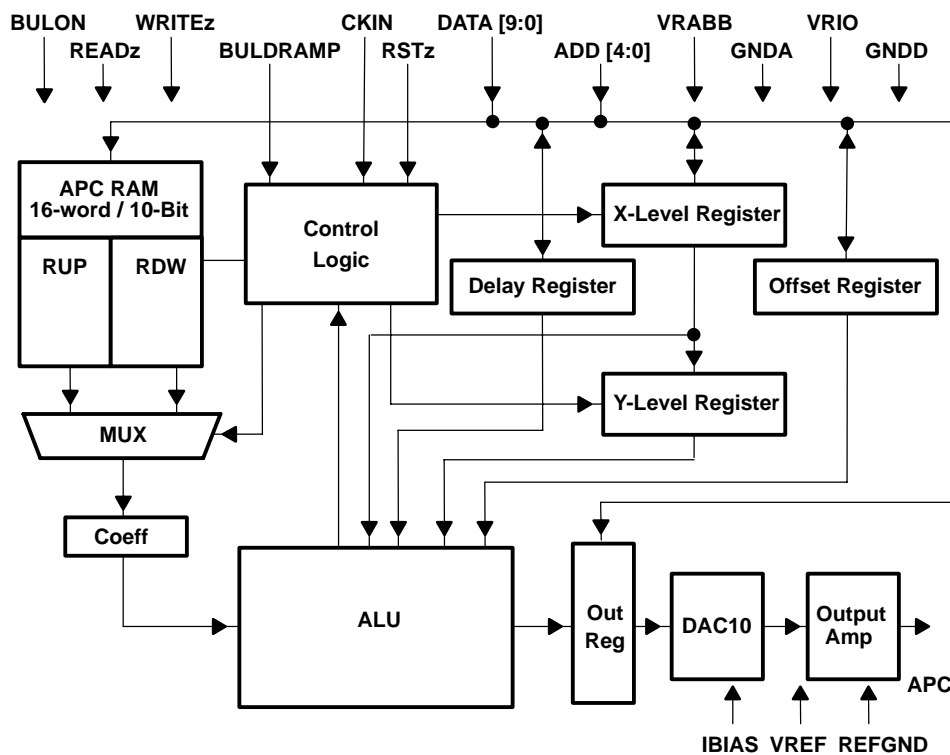 BULON
WRITEz
CKIN
DATA [9:0]
VRABB
VRIO
READz
BULDRAMP
RSTz
ADD [4:0]
GNDA
GNDD
APC RAM
16-word / 10-Bit
RUP
RDW
Control
Logic
X-Level Register
Delay Register
Offset Register
Y-Level Register
MUX
Coeff
ALU
Out
Reg
DAC10
Output
Amp
APC
IBIAS
VREF
REFGND